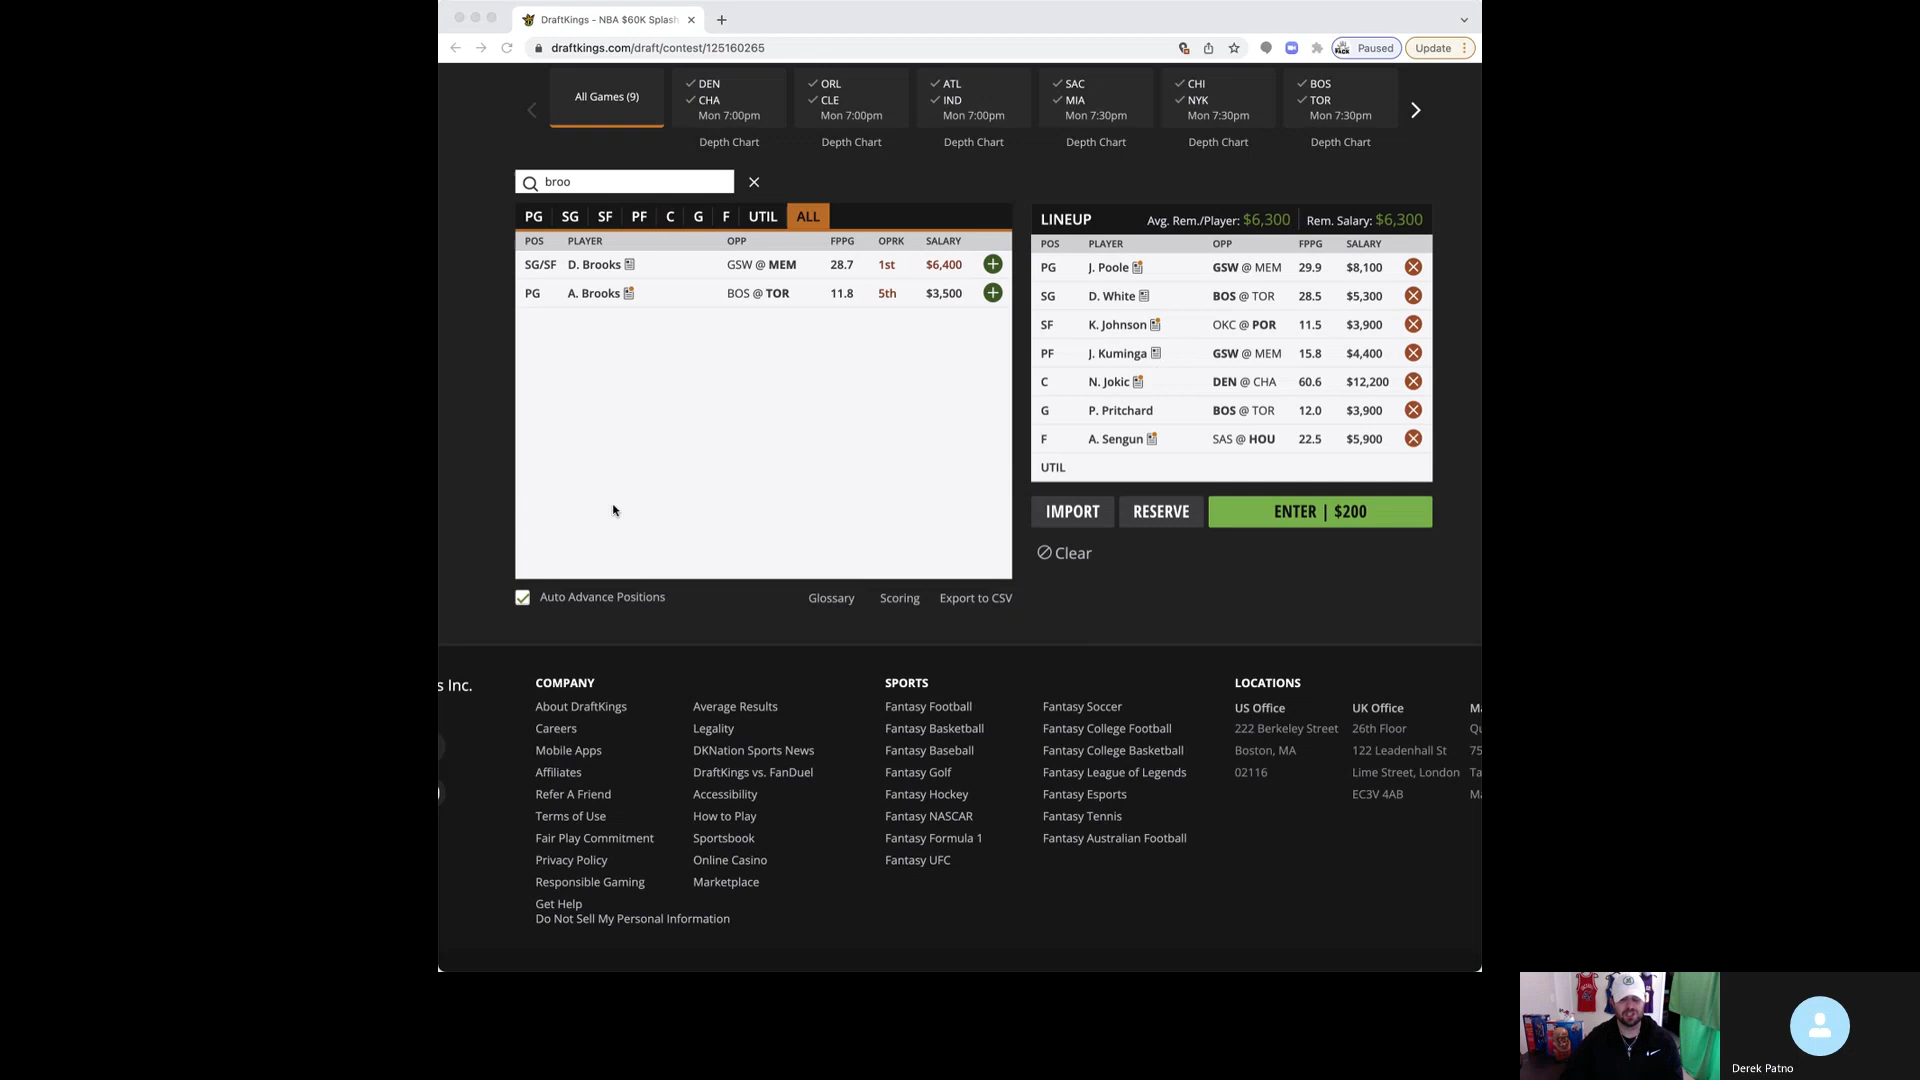 DraftKings - NBA $60K Splash
draftkings.com/draft/contest/125160265
Paused
Update
All Games (9)
DEN
CHA
Mon 7:00pm
ORL
CLE
Mon 7:00pm
ATL
IND
Mon 7:00pm
SAC
MIA
Mon 7:30pm
CHI
NYK
Mon 7:30pm
BOS
TOR
Mon 7:30pm
Depth Chart Depth Chart Depth Chart Depth Chart Depth Chart Depth Chart
broo
PG SG SF PF C G F UTIL ALL
POS PLAYER OPP FPPG OPRK SALARY
SG/SF D. Brooks GSW @ MEM 28.7 1st $6,400
PG A. Brooks BOS @ TOR 11.8 5th $3,500
Auto Advance Positions Glossary Scoring Export to CSV
LINEUP Avg. Rem./Player: $6,300 Rem. Salary: $6,300
POS PLAYER OPP FPPG SALARY
PG J. Poole GSW @ MEM 29.9 $8,100
SG D. White BOS @ TOR 28.5 $5,300
SF K. Johnson OKC @ POR 11.5 $3,900
PF J. Kuminga GSW @ MEM 15.8 $4,400
C N. Jokic DEN @ CHA 60.6 $12,200
G P. Pritchard BOS @ TOR 12.0 $3,900
F A. Sengun SAS @ HOU 22.5 $5,900
UTIL
IMPORT RESERVE ENTER | $200
Clear
s Inc.
COMPANY
About DraftKings
Careers
Mobile Apps
Affiliates
Refer A Friend
Terms of Use
Fair Play Commitment
Privacy Policy
Responsible Gaming
Get Help
Do Not Sell My Personal Information
Average Results
Legality
DKNation Sports News
DraftKings vs. FanDuel
Accessibility
How to Play
Sportsbook
Online Casino
Marketplace
SPORTS
Fantasy Football
Fantasy Basketball
Fantasy Baseball
Fantasy Golf
Fantasy Hockey
Fantasy NASCAR
Fantasy Formula 1
Fantasy UFC
Fantasy Soccer
Fantasy College Football
Fantasy College Basketball
Fantasy League of Legends
Fantasy Esports
Fantasy Tennis
Fantasy Australian Football
LOCATIONS
US Office
222 Berkeley Street
Boston, MA
02116
UK Office
26th Floor
122 Leadenhall St
Lime Street, London
EC3V 4AB
Ma
Qu
75
Ta
Ma
Derek Patno